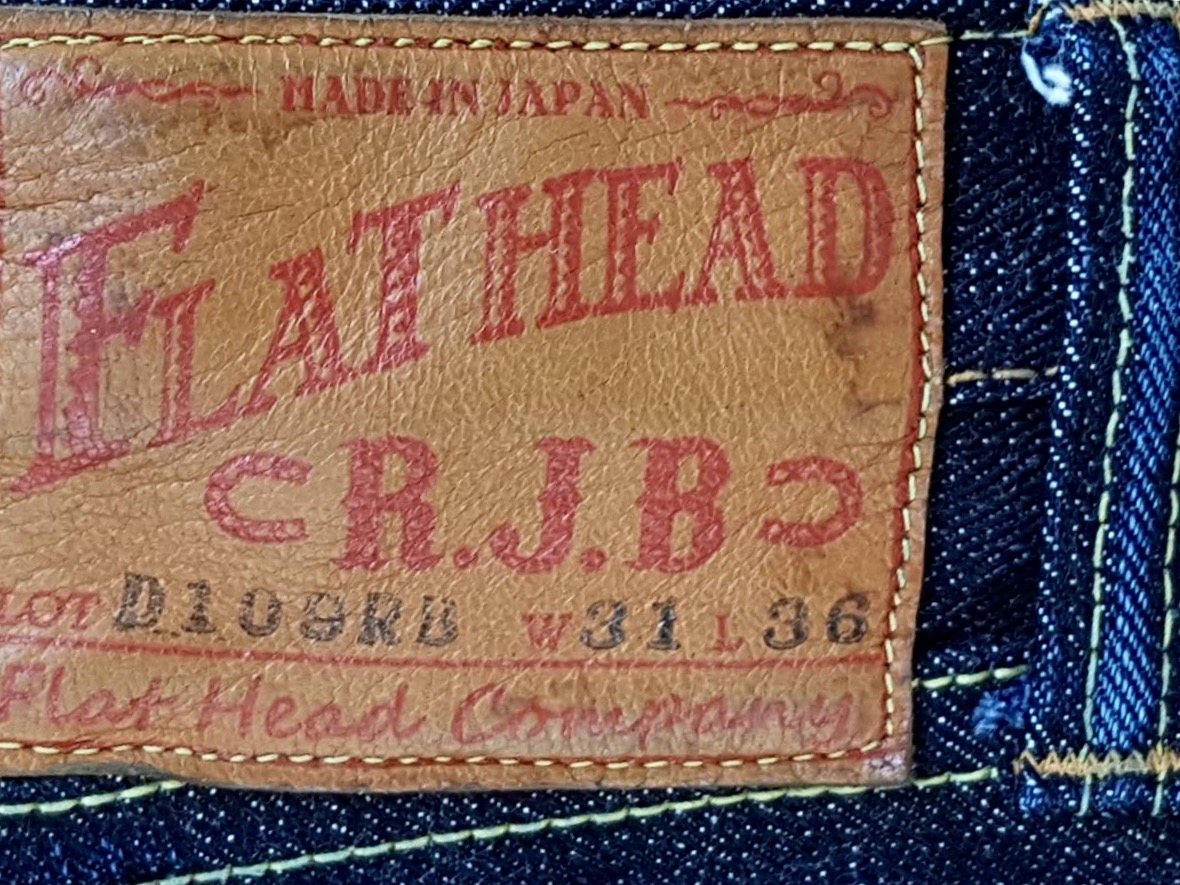 MADE IN JAPAN
FLAT HEAD
R.J.B
LOT D109RB W31 L36
Flat Head Company